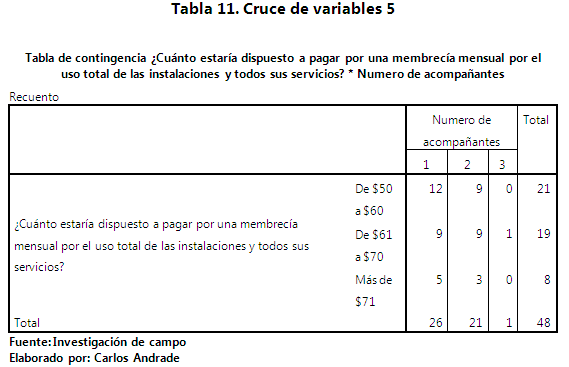 Tabla 11. Cruce de variables 5
Tabla de contingencia ¿Cuánto estaría dispuesto a pagar por una membrecía mensual por el
uso total de las instalaciones y todos sus servicios? * Numero de acompañantes
Recuento
Numero de
acompañantes
Total
1 2 3
¿Cuánto estaría dispuesto a pagar por una membrecía
mensual por el uso total de las instalaciones y todos sus
servicios?
De $50
a $60
12 9 0 21
De $61
a $70
9 9 1 19
Más de
$71
5 3 0 8
Total 26 21 1 48
Fuente:Investigación de campo
Elaborado por: Carlos Andrade